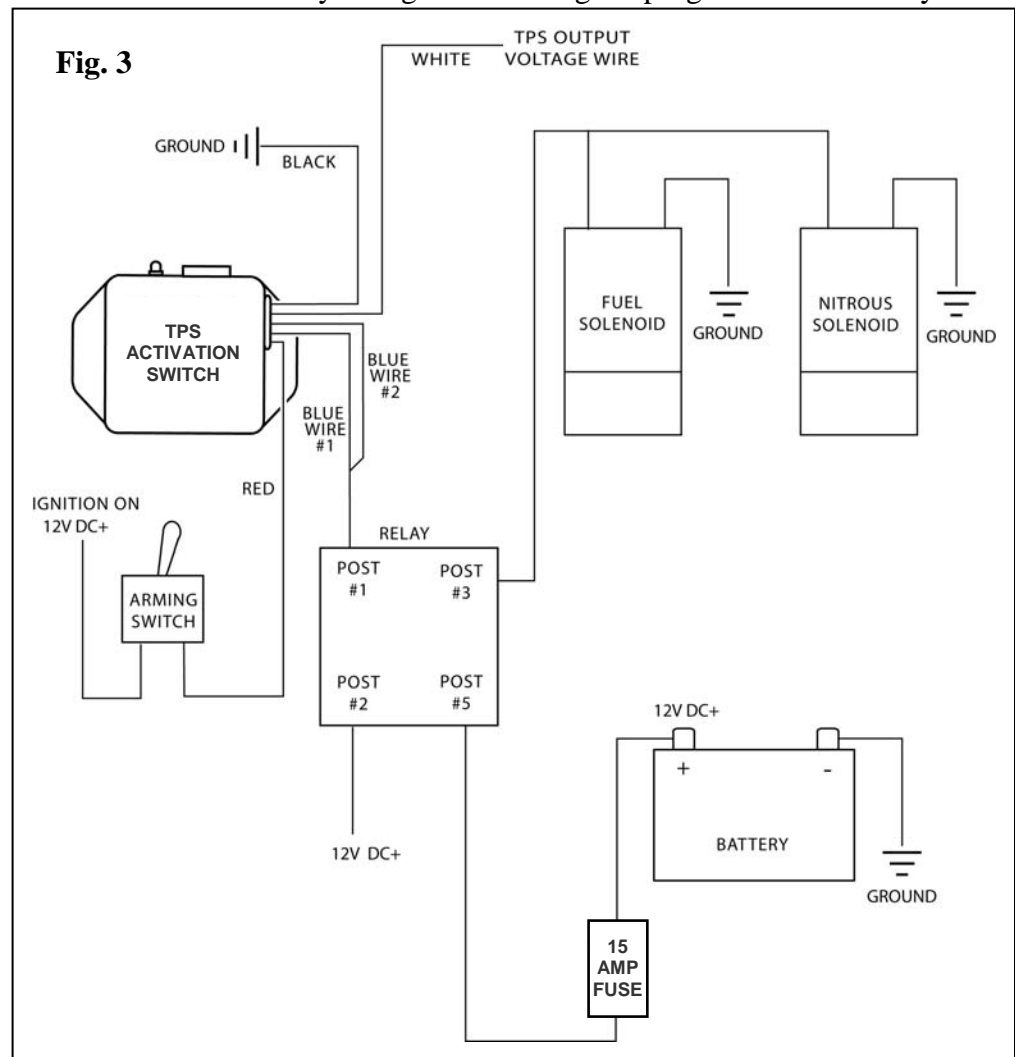 Fig. 3
WHITE
TPS OUTPUT
VOLTAGE WIRE
GROUND
BLACK
TPS
ACTIVATION
SWITCH
BLUE
WIRE
#2
BLUE
WIRE
#1
RED
FUEL
SOLENOID
GROUND
NITROUS
SOLENOID
GROUND
IGNITION ON
12V DC+
ARMING
SWITCH
RELAY
POST
#1
POST
#3
POST
#2
POST
#5
12V DC+
12V DC+
+
-
BATTERY
GROUND
15
AMP
FUSE